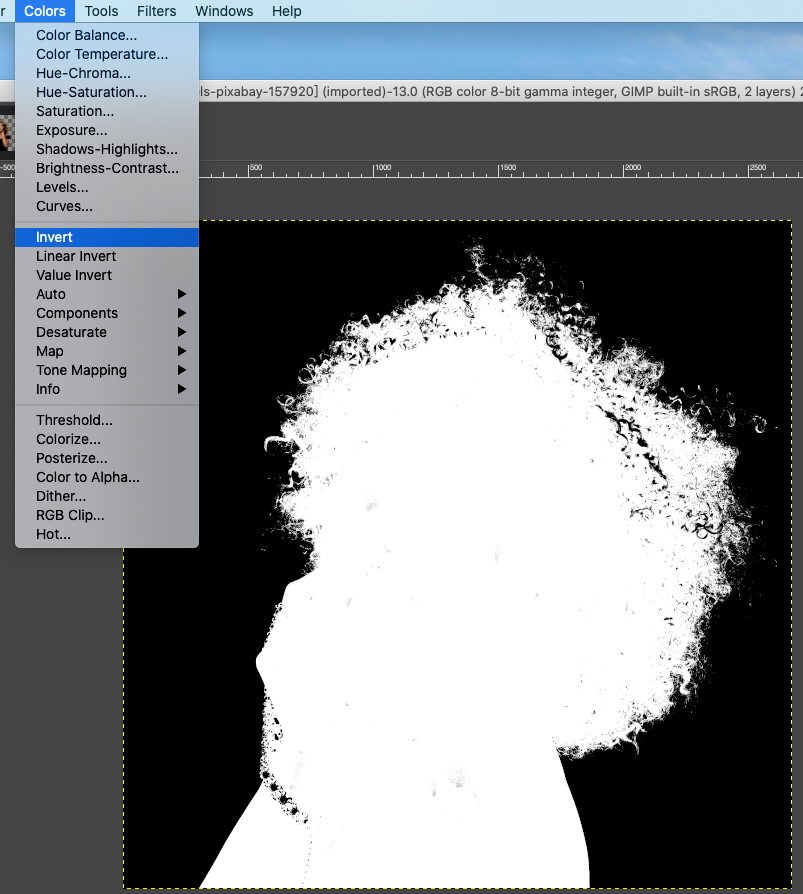 r Colors Tools Filters Windows Help
Color Balance...
Color Temperature...
Hue-Chroma...
Hue-Saturation...
ls-pixabay-157920] (imported)-13.0 (RGB color 8-bit gamma integer, GIMP built-in sRGB, 2 layers) 2
Saturation...
Exposure...
Shadows-Highlights...
Brightness-Contrast...
-500 500 1000 1500 2000 2500
Levels...
Curves...
Invert
Linear Invert
Value Invert
Auto
Components
Desaturate
Map
Tone Mapping
Info
Threshold...
Colorize...
Posterize...
Color to Alpha...
Dither...
RGB Clip...
Hot...